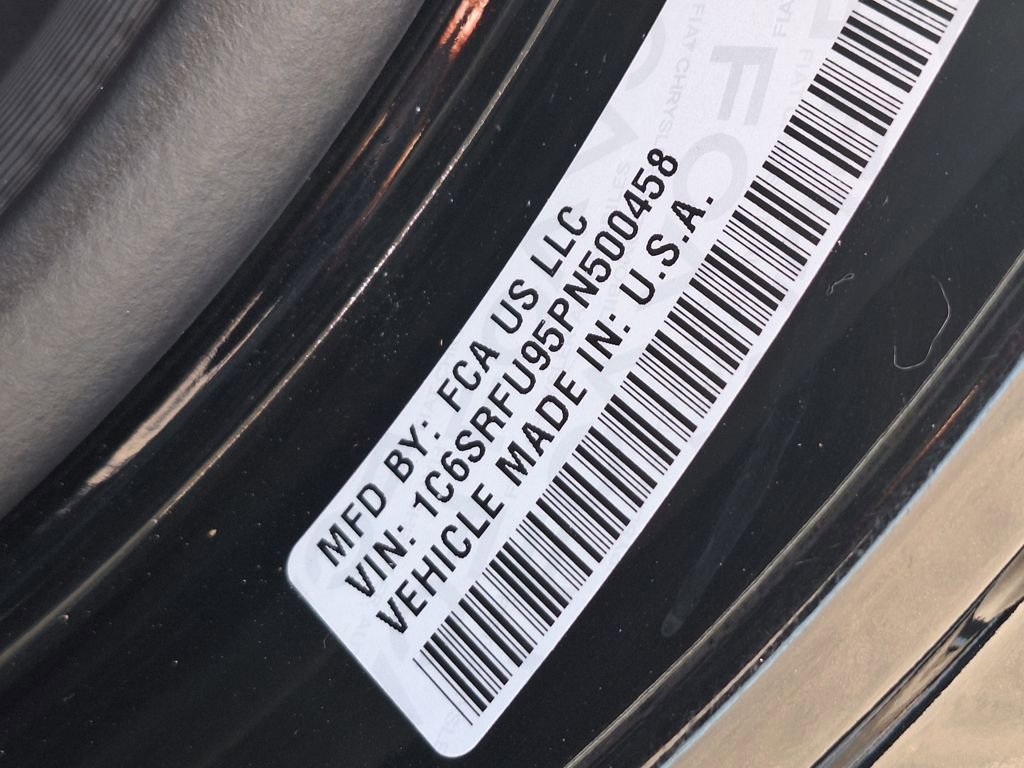 MFD BY: FCA US LLC
VIN: 1C6SRFU95PN500458
VEHICLE MADE IN: U.S.A.